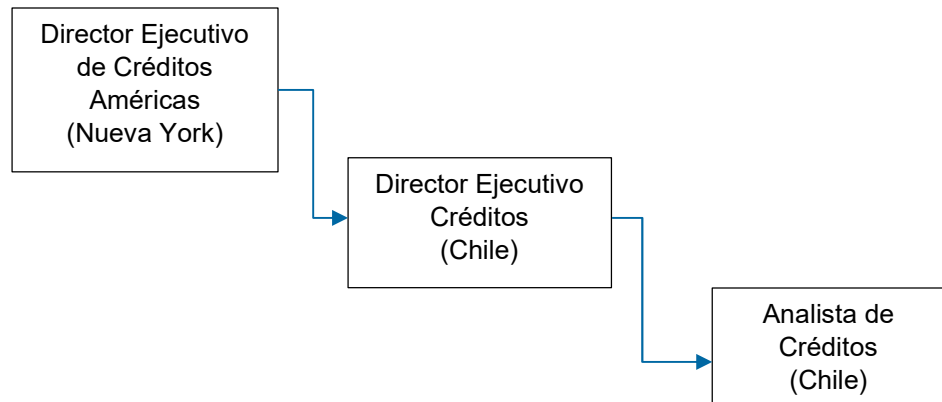 Director Ejecutivo
de Créditos
Américas
(Nueva York)
Director Ejecutivo
Créditos
(Chile)
Analista de
Créditos
(Chile)